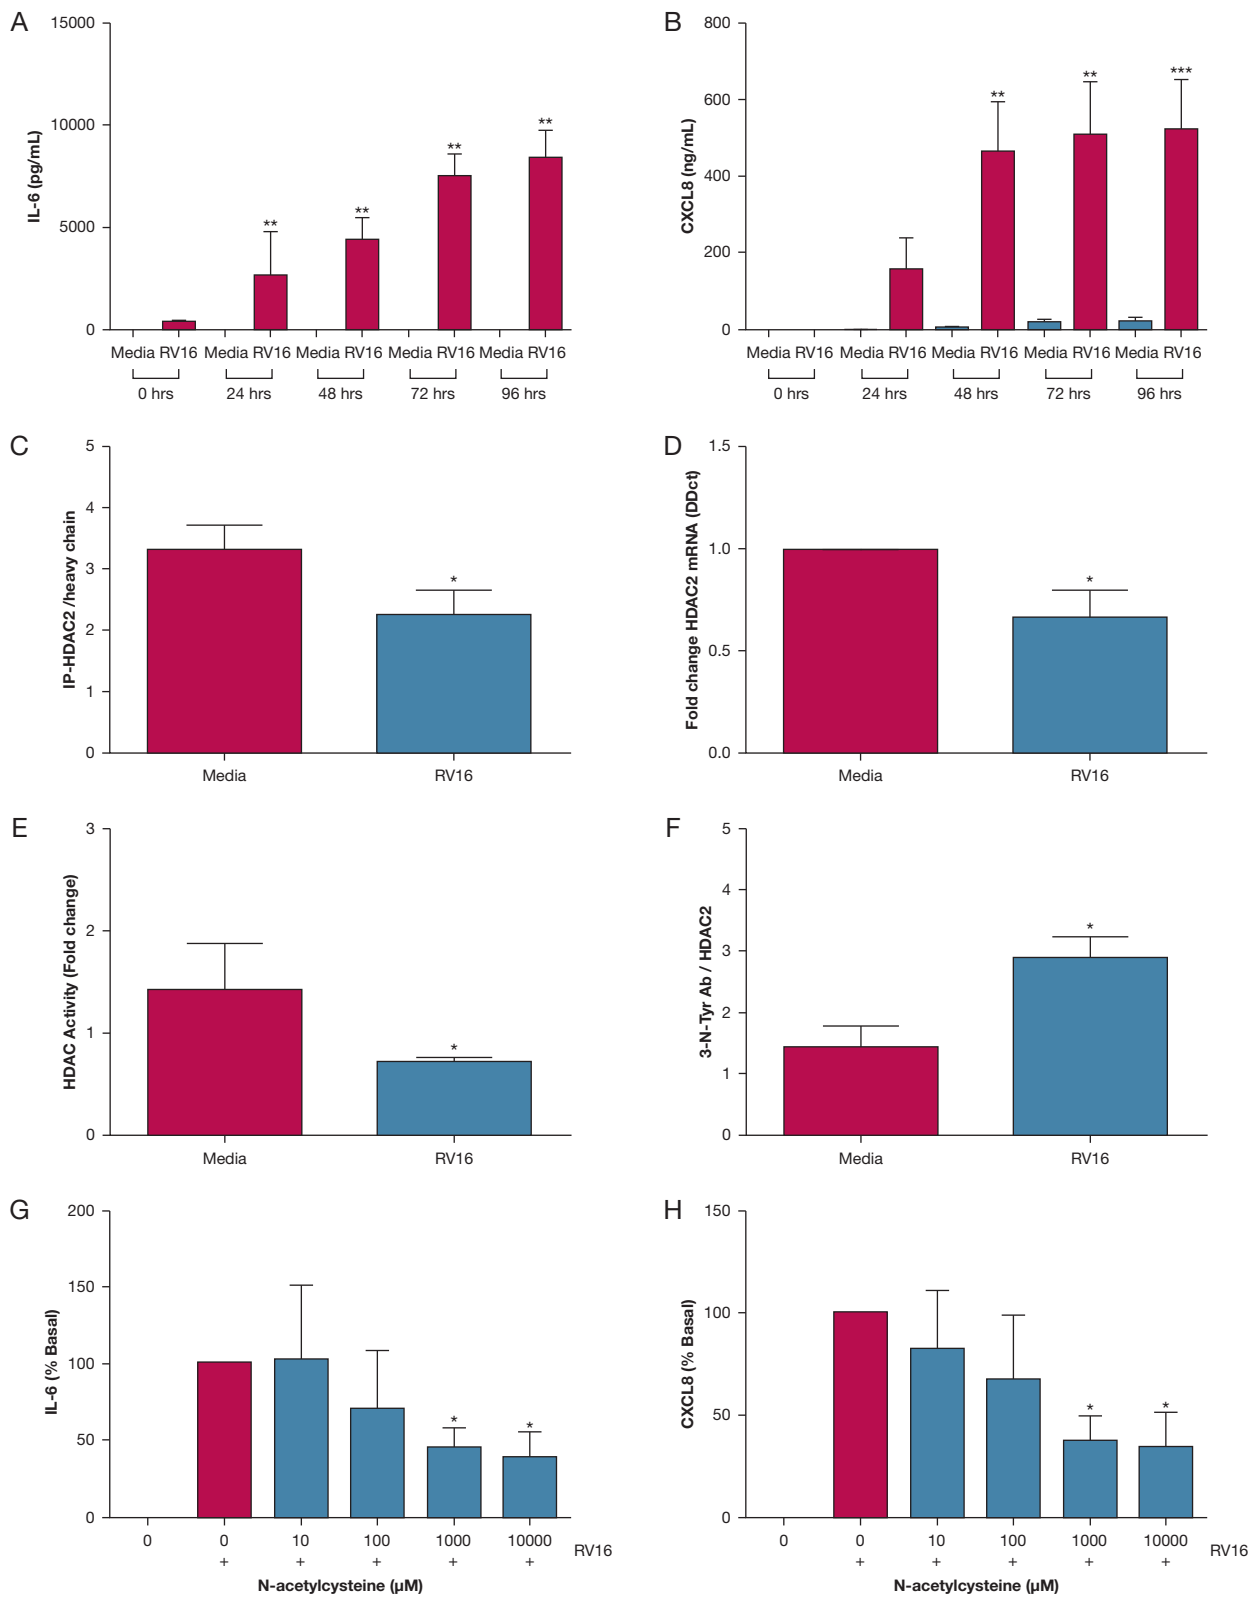 A
IL-6 (pg/mL)
15000
10000
5000
0
** ** ** **
Media RV16 Media RV16 Media RV16 Media RV16 Media RV16
0 hrs 24 hrs 48 hrs 72 hrs 96 hrs
B
CXCL8 (ng/mL)
800
600
400
200
0
** ** ***
Media RV16 Media RV16 Media RV16 Media RV16 Media RV16
0 hrs 24 hrs 48 hrs 72 hrs 96 hrs
C
IP-HDAC2 /heavy chain
5
4
3
2
1
0
*
Media RV16
D
Fold change HDAC2 mRNA (DDct)
1.5
1.0
0.5
0.0
*
Media RV16
E
HDAC Activity (Fold change)
3
2
1
0
*
Media RV16
F
3-N-Tyr Ab / HDAC2
5
4
3
2
1
0
*
Media RV16
G
IL-6 (% Basal)
200
150
100
50
0
* *
0 0 10 100 1000 10000
+ + + + +
RV16
N-acetylcysteine (µM)
H
CXCL8 (% Basal)
150
100
50
0
* *
0 0 10 100 1000 10000
+ + + + +
RV16
N-acetylcysteine (µM)